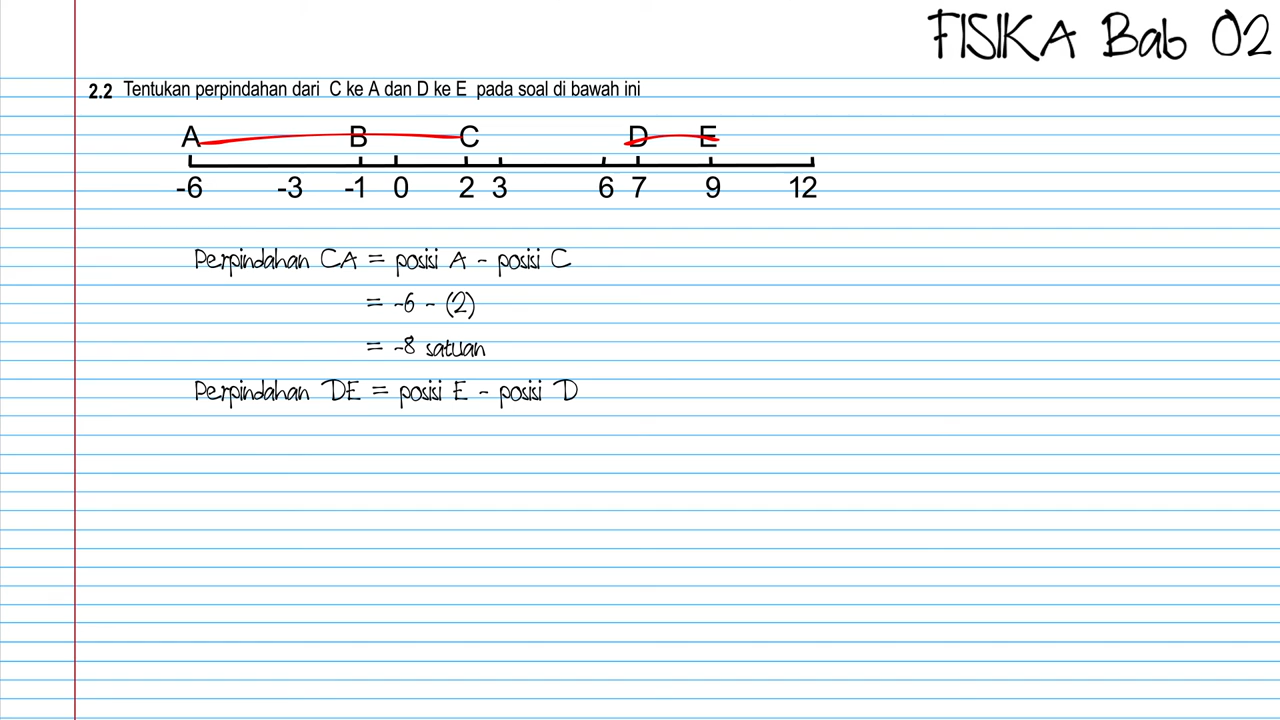 FISIKA Bab 02
2.2 Tentukan perpindahan dari C ke A dan D ke E pada soal di bawah ini
A B C D E
-6 -3 -1 0 2 3 6 7 9 12
Perpindahan CA = posisi A - posisi C
= -6 - (2)
= -8 satuan
Perpindahan DE = posisi E - posisi D